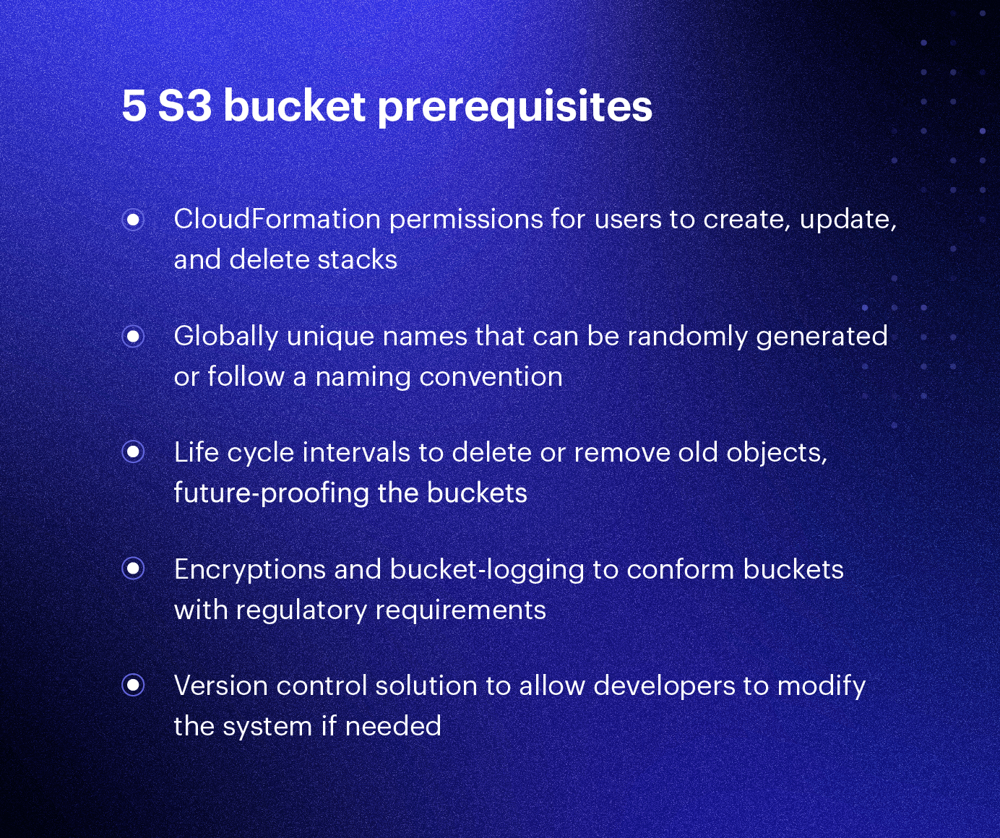 5 S3 bucket prerequisites
CloudFormation permissions for users to create, update,
and delete stacks
Globally unique names that can be randomly generated
or follow a naming convention
Life cycle intervals to delete or remove old objects,
future-proofing the buckets
Encryptions and bucket-logging to conform buckets
with regulatory requirements
Version control solution to allow developers to modify
the system if needed